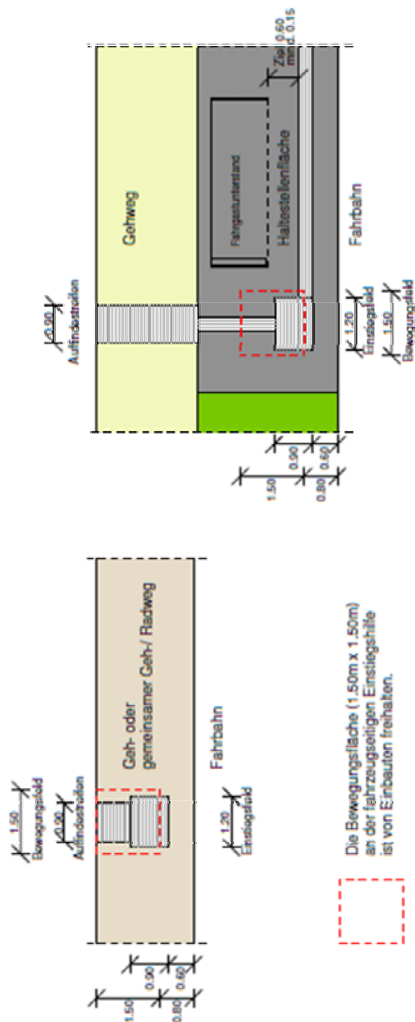 1.50
Bewegungsfeld
0.90
Auffindestreifen
Geh- oder
gemeinsamer Geh-/ Radweg
1.20
Einstiegsfeld
Fahrbahn
1.50
0.90
0.80
0.60
Die Bewegungsfläche (1.50m x 1.50m)
an der fahrzeugseitigen Einstiegshilfe
ist von Einbauten freihalten.
0.90
Auffindestreifen
Gehweg
Fahrgastunterstand
Haltestellenfläche
Ziel 0.60
mind. 0.15
1.50
0.90
0.80
0.60
1.20
Einstiegsfeld
1.50
Bewegungsfeld
Fahrbahn